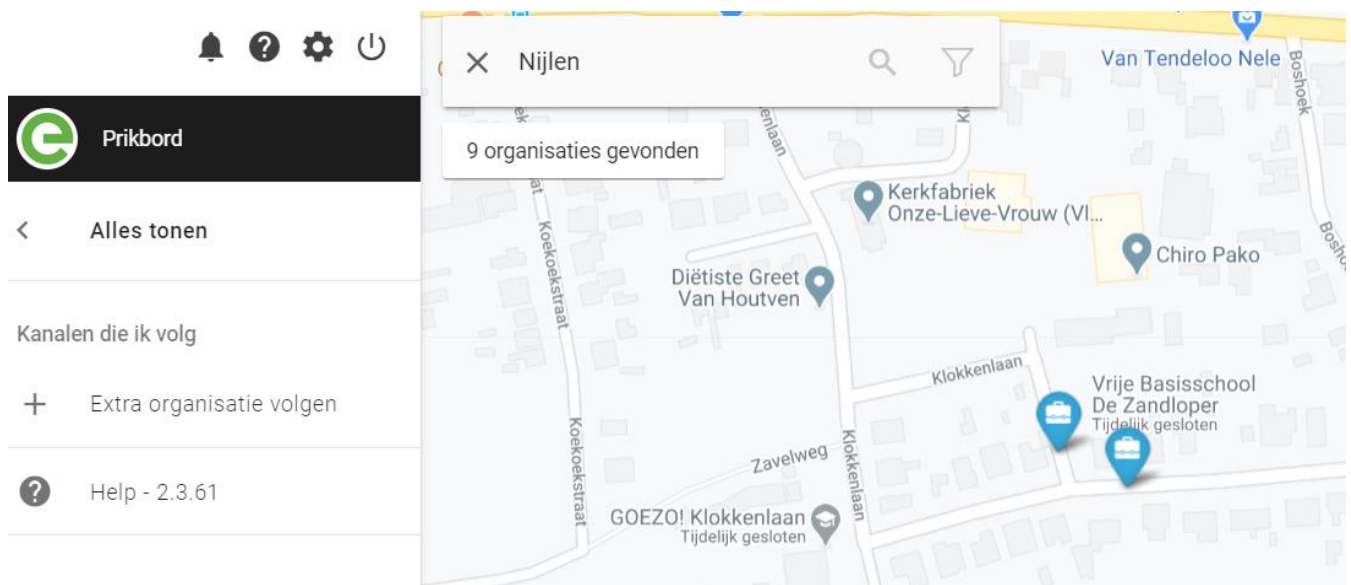 Nijlen
Van Tendeloo Nele
Boshoek
e Prikbord
9 organisaties gevonden
Kerkfabriek
Onze-Lieve-Vrouw (Vl...
Alles tonen
Koekoekstraat
Chiro Pako
Diëtiste Greet
Van Houtven
Kanalen die ik volg
Klokkenlaan
Vrije Basisschool
De Zandloper
Tijdelijk gesloten
Extra organisatie volgen
Koekoekstraat
Zavelweg
Klokkenlaan
Help - 2.3.61
GOEZO! Klokkenlaan
Tijdelijk gesloten